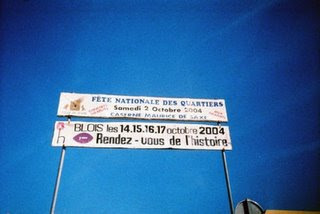 FÊTE NATIONALE DES QUARTIERS
Samedi 2 Octobre 2004
CASERNE MAURICE DE SAXE
BLOIS les 14.15.16.17 octobre 2004
Rendez-vous de l'histoire